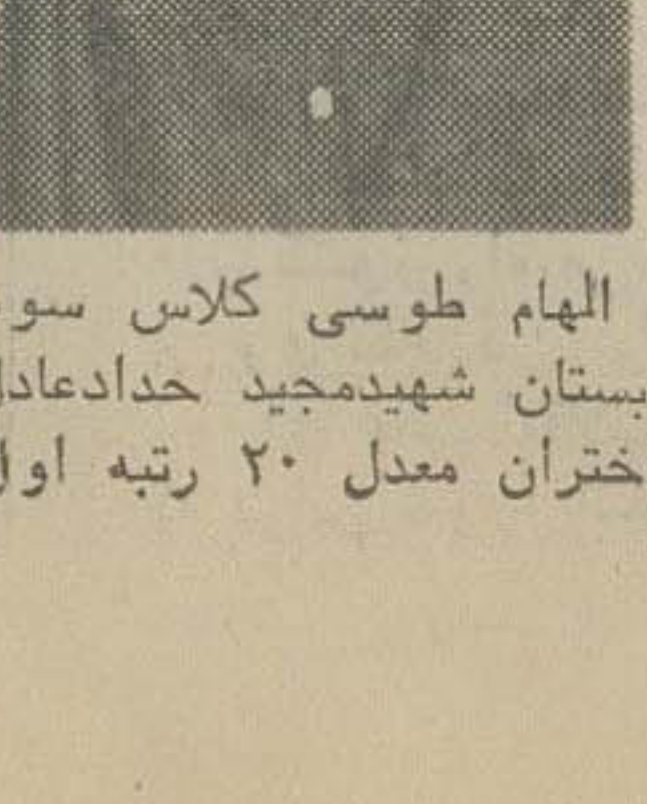 الهام طوسی کلاس سو
بستان شهیدمجید حدادعادل
ختران معدل ۲۰ رتبه اول